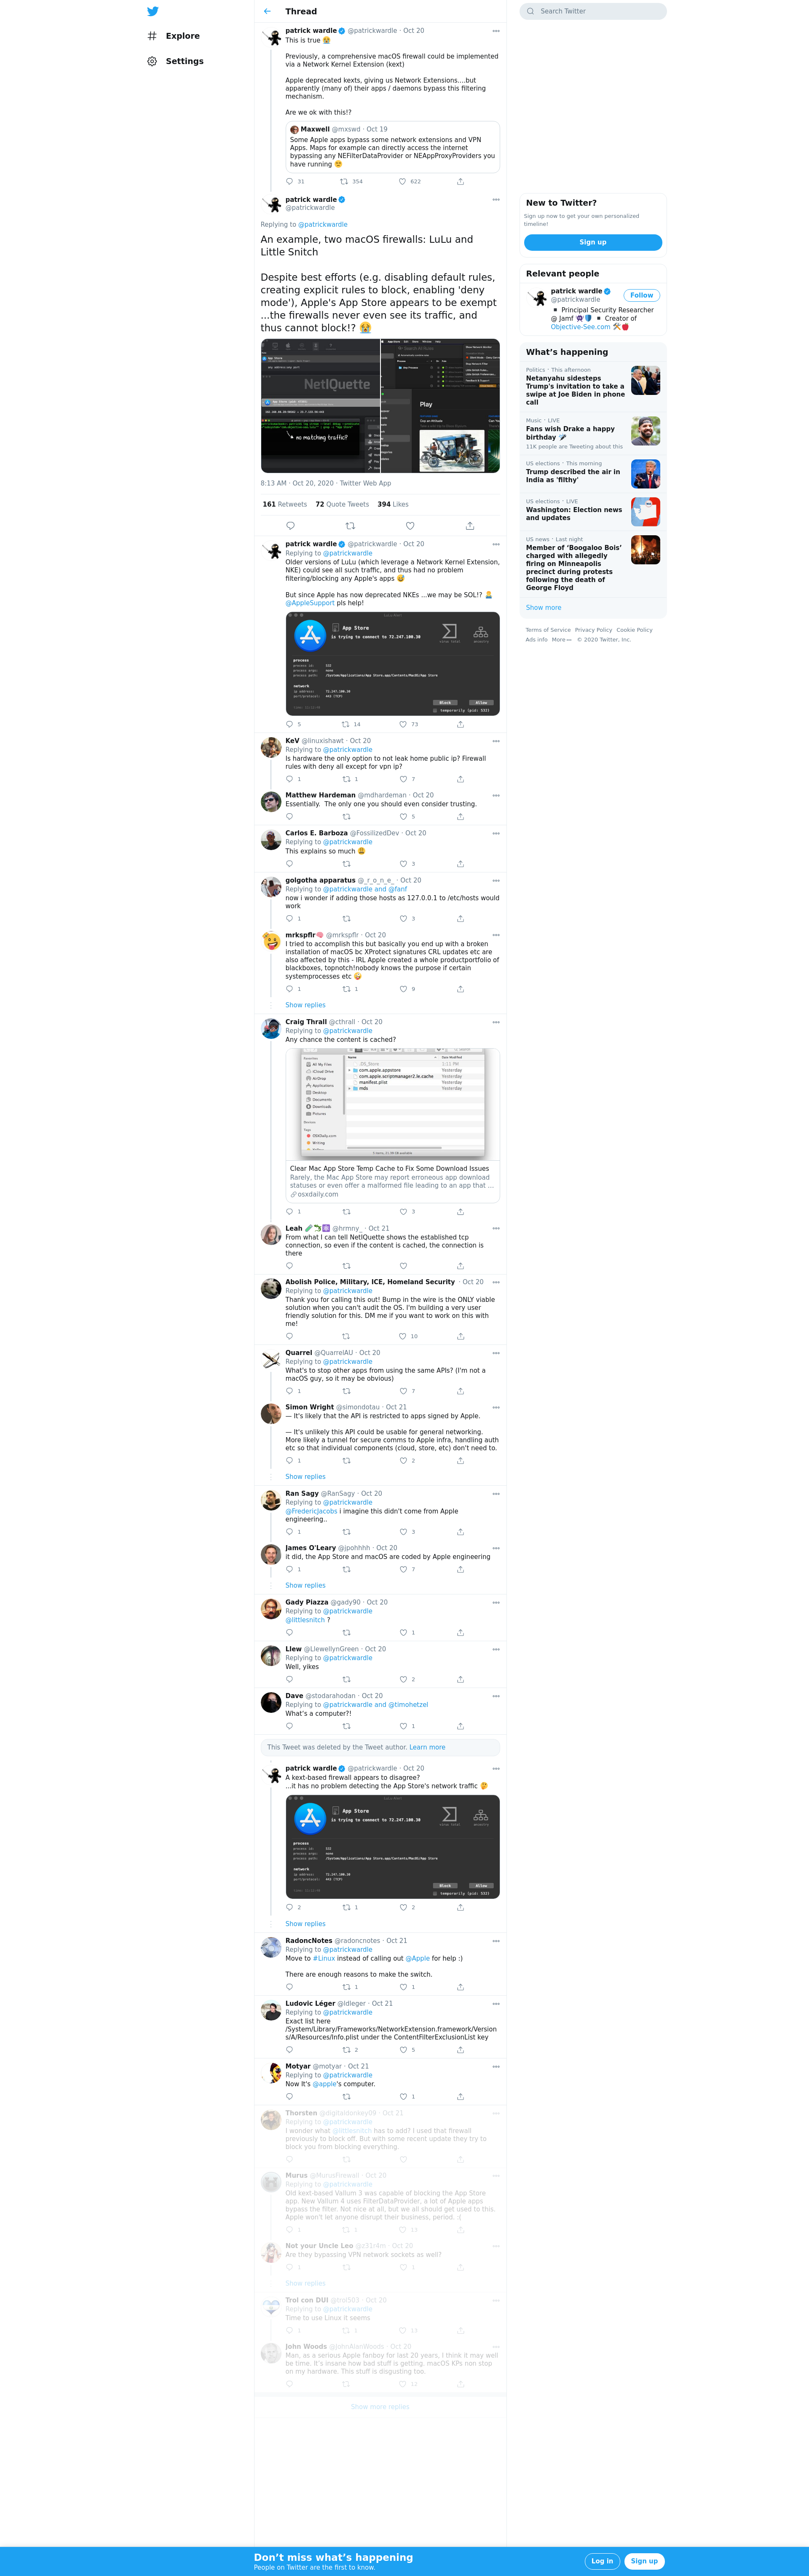 Explore
Settings
Thread
patrick wardle @patrickwardle · Oct 20
This is true 😭
Previously, a comprehensive macOS firewall could be implemented
via a Network Kernel Extension (kext)
Apple deprecated kexts, giving us Network Extensions....but
apparently (many of) their apps / daemons bypass this filtering
mechanism.
Are we ok with this!?
Maxwell @mxswd · Oct 19
Some Apple apps bypass some network extensions and VPN
Apps. Maps for example can directly access the internet
bypassing any NEFilterDataProvider or NEAppProxyProviders you
have running 😢
31 354 622
patrick wardle
@patrickwardle
Replying to @patrickwardle
An example, two macOS firewalls: LuLu and
Little Snitch
Despite best efforts (e.g. disabling default rules,
creating explicit rules to block, enabling 'deny
mode'), Apple's App Store appears to be exempt
...the firewalls never even see its traffic, and
thus cannot block!? 😭
NetIQuette
no matching traffic?
Play
8:13 AM · Oct 20, 2020 · Twitter Web App
161 Retweets 72 Quote Tweets 394 Likes
patrick wardle @patrickwardle · Oct 20
Replying to @patrickwardle
Older versions of LuLu (which leverage a Network Kernel Extension,
NKE) could see all such traffic, and thus had no problem
filtering/blocking any Apple's apps 😅
But since Apple has now deprecated NKEs ...we may be SOL!? 🤷‍♂️
@AppleSupport pls help!
App Store
is trying to connect to 72.247.100.30
process
network
Block Allow
temporarily (pid: 532)
5 14 73
KeV @linuxishawt · Oct 20
Replying to @patrickwardle
Is hardware the only option to not leak home public ip? Firewall
rules with deny all except for vpn ip?
1 1 7
Matthew Hardeman @mdhardeman · Oct 20
Essentially. The only one you should even consider trusting.
5
Carlos E. Barboza @FossilizedDev · Oct 20
Replying to @patrickwardle
This explains so much 😩
3
golgotha apparatus @_r_o_n_e_ · Oct 20
Replying to @patrickwardle and @fanf
now i wonder if adding those hosts as 127.0.0.1 to /etc/hosts would
work
1 3
mrkspflr🧠 @mrkspflr · Oct 20
I tried to accomplish this but basically you end up with a broken
installation of macOS bc XProtect signatures CRL updates etc are
also affected by this - IRL Apple created a whole productportfolio of
blackboxes, topnotch!nobody knows the purpose if certain
systemprocesses etc 😜
1 1 9
Show replies
Craig Thrall @cthrall · Oct 20
Replying to @patrickwardle
Any chance the content is cached?
com.apple.appstore
com.apple.scriptmanager2.le.cache
manifest.plist
mds
Clear Mac App Store Temp Cache to Fix Some Download Issues
Rarely, the Mac App Store may report erroneous app download
statuses or even offer a malformed file leading to an app that ...
osxdaily.com
1 3
Leah @hrmny_ · Oct 21
From what I can tell NetIQuette shows the established tcp
connection, so even if the content is cached, the connection is
there
Abolish Police, Military, ICE, Homeland Security · Oct 20
Replying to @patrickwardle
Thank you for calling this out! Bump in the wire is the ONLY viable
solution when you can't audit the OS. I'm building a very user
friendly solution for this. DM me if you want to work on this with
me!
10
Quarrel @QuarrelAU · Oct 20
Replying to @patrickwardle
What's to stop other apps from using the same APIs? (I'm not a
macOS guy, so it may be obvious)
1 7
Simon Wright @simondotau · Oct 21
— It's likely that the API is restricted to apps signed by Apple.
— It's unlikely this API could be usable for general networking.
More likely a tunnel for secure comms to Apple infra, handling auth
etc so that individual components (cloud, store, etc) don't need to.
1 2
Show replies
Ran Sagy @RanSagy · Oct 20
Replying to @patrickwardle
@FredericJacobs i imagine this didn't come from Apple
engineering..
1 3
James O'Leary @jpohhhh · Oct 20
it did, the App Store and macOS are coded by Apple engineering
1 7
Show replies
Gady Piazza @gady90 · Oct 20
Replying to @patrickwardle
@littlesnitch ?
1
Llew @LlewellynGreen · Oct 20
Replying to @patrickwardle
Well, yikes
2
Dave @stodarahodan · Oct 20
Replying to @patrickwardle and @timohetzel
What's a computer?!
1
This Tweet was deleted by the Tweet author. Learn more
patrick wardle @patrickwardle · Oct 20
A kext-based firewall appears to disagree?
...it has no problem detecting the App Store's network traffic 🤔
App Store
is trying to connect to 72.247.100.30
process
network
Block Allow
temporarily (pid: 532)
2 1 2
Show replies
RadoncNotes @radoncnotes · Oct 21
Replying to @patrickwardle
Move to #Linux instead of calling out @Apple for help :)
There are enough reasons to make the switch.
1 1
Ludovic Léger @ldleger · Oct 21
Replying to @patrickwardle
Exact list here
/System/Library/Frameworks/NetworkExtension.framework/Version
s/A/Resources/Info.plist under the ContentFilterExclusionList key
2 5
Motyar @motyar · Oct 21
Replying to @patrickwardle
Now It's @apple's computer.
1
Thorsten @digitaldonkey09 · Oct 21
Replying to @patrickwardle
I wonder what @littlesnitch has to add? I used that firewall
previously to block off. But with some recent update they try to
block you from blocking everything.
Murus @MurusFirewall · Oct 20
Replying to @patrickwardle
Old kext-based Vallum 3 was capable of blocking the App Store
app. New Vallum 4 uses FilterDataProvider, a lot of Apple apps
bypass the filter. Not nice at all, but we all should get used to this.
Apple won't let anyone disrupt their business, period. :(
Not your Uncle Leo · Oct 20
Are they bypassing VPN network sockets as well?
Show replies
Trol con DUI · Oct 20
Replying to @patrickwardle
Time to use Linux it seems
John Woods @JohnAlanWoods · Oct 20
Man, as a serious Apple fanboy for last 20 years, I think it may well
be time. It's insane how bad stuff is getting, macOS KPs non stop
on my hardware. This stuff is disgusting too.
Show more replies
Search Twitter
New to Twitter?
Sign up now to get your own personalized
timeline!
Sign up
Relevant people
patrick wardle
@patrickwardle
Follow
Principal Security Researcher
@ Jamf Creator of
Objective-See.com
What's happening
Politics · This afternoon
Netanyahu sidesteps
Trump's invitation to take a
swipe at Joe Biden in phone
call
Music · LIVE
Fans wish Drake a happy
birthday 🎤
11K people are Tweeting about this
US elections · This morning
Trump described the air in
India as 'filthy'
US elections · LIVE
Washington: Election news
and updates
US news · Last night
Member of 'Boogaloo Bois'
charged with allegedly
firing on Minneapolis
precinct during protests
following the death of
George Floyd
Show more
Terms of Service Privacy Policy Cookie Policy
Ads info More © 2020 Twitter, Inc.
Don't miss what's happening
People on Twitter are the first to know.
Log in
Sign up